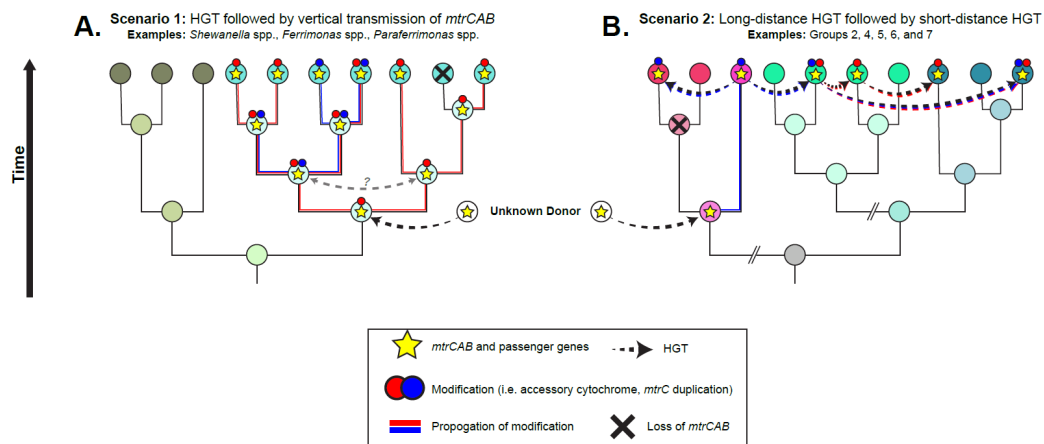 A.
Scenario 1: HGT followed by vertical transmission of mtrCAB
Examples: Shewanella spp., Ferrimonas spp., Paraferrimonas spp.
B.
Scenario 2: Long-distance HGT followed by short-distance HGT
Examples: Groups 2, 4, 5, 6, and 7
Time
?
Unknown Donor
mtrCAB and passenger genes
HGT
Modification (i.e. accessory cytochrome, mtrC duplication)
Propogation of modification
Loss of mtrCAB